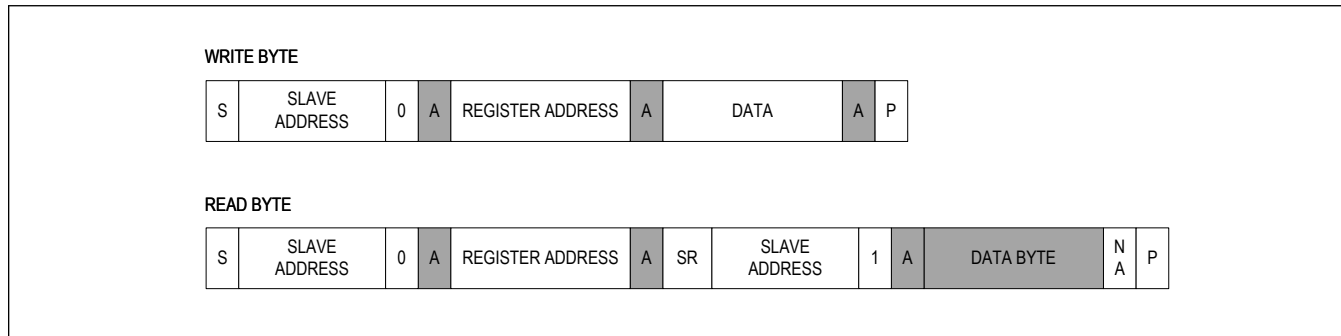 WRITE BYTE
S SLAVE ADDRESS 0 A REGISTER ADDRESS A DATA A P
READ BYTE
S SLAVE ADDRESS 0 A REGISTER ADDRESS A SR SLAVE ADDRESS 1 A DATA BYTE NA P